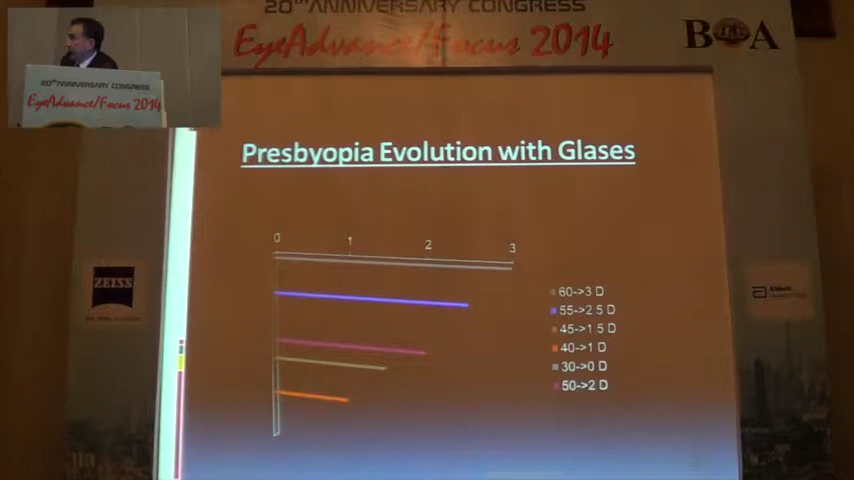 20TH ANNIVERSARY CONGRESS
EyeAdvance/Focus 2014
BOA
20TH ANNIVERSARY CONGRESS
EyeAdvance/Focus 2014
Presbyopia Evolution with Glases
0 1 2 3
60->3 D
55->2.5 D
45->1.5 D
40->1 D
30->0 D
50->2 D
ZEISS
Abbott